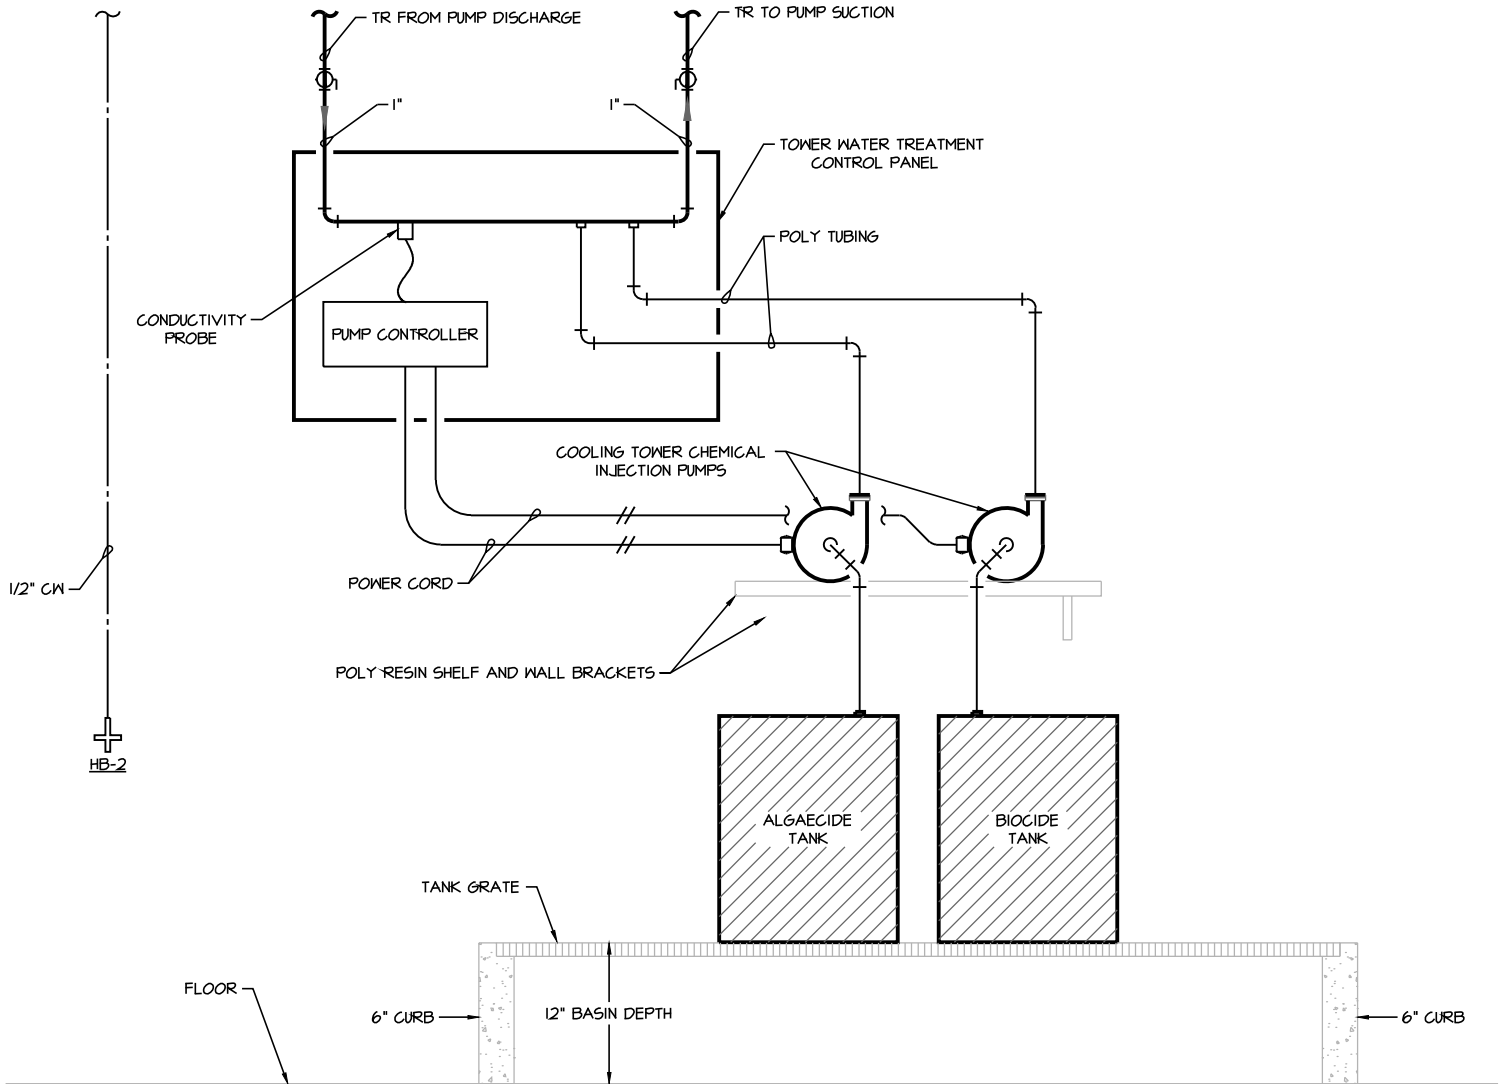 TR FROM PUMP DISCHARGE
TR TO PUMP SUCTION
1"
1"
TOWER WATER TREATMENT
CONTROL PANEL
POLY TUBING
CONDUCTIVITY
PROBE
PUMP CONTROLLER
COOLING TOWER CHEMICAL
INJECTION PUMPS
POWER CORD
1/2" CW
POLY RESIN SHELF AND WALL BRACKETS
HB-2
ALGAECIDE
TANK
BIOCIDE
TANK
TANK GRATE
FLOOR
6" CURB
12" BASIN DEPTH
6" CURB